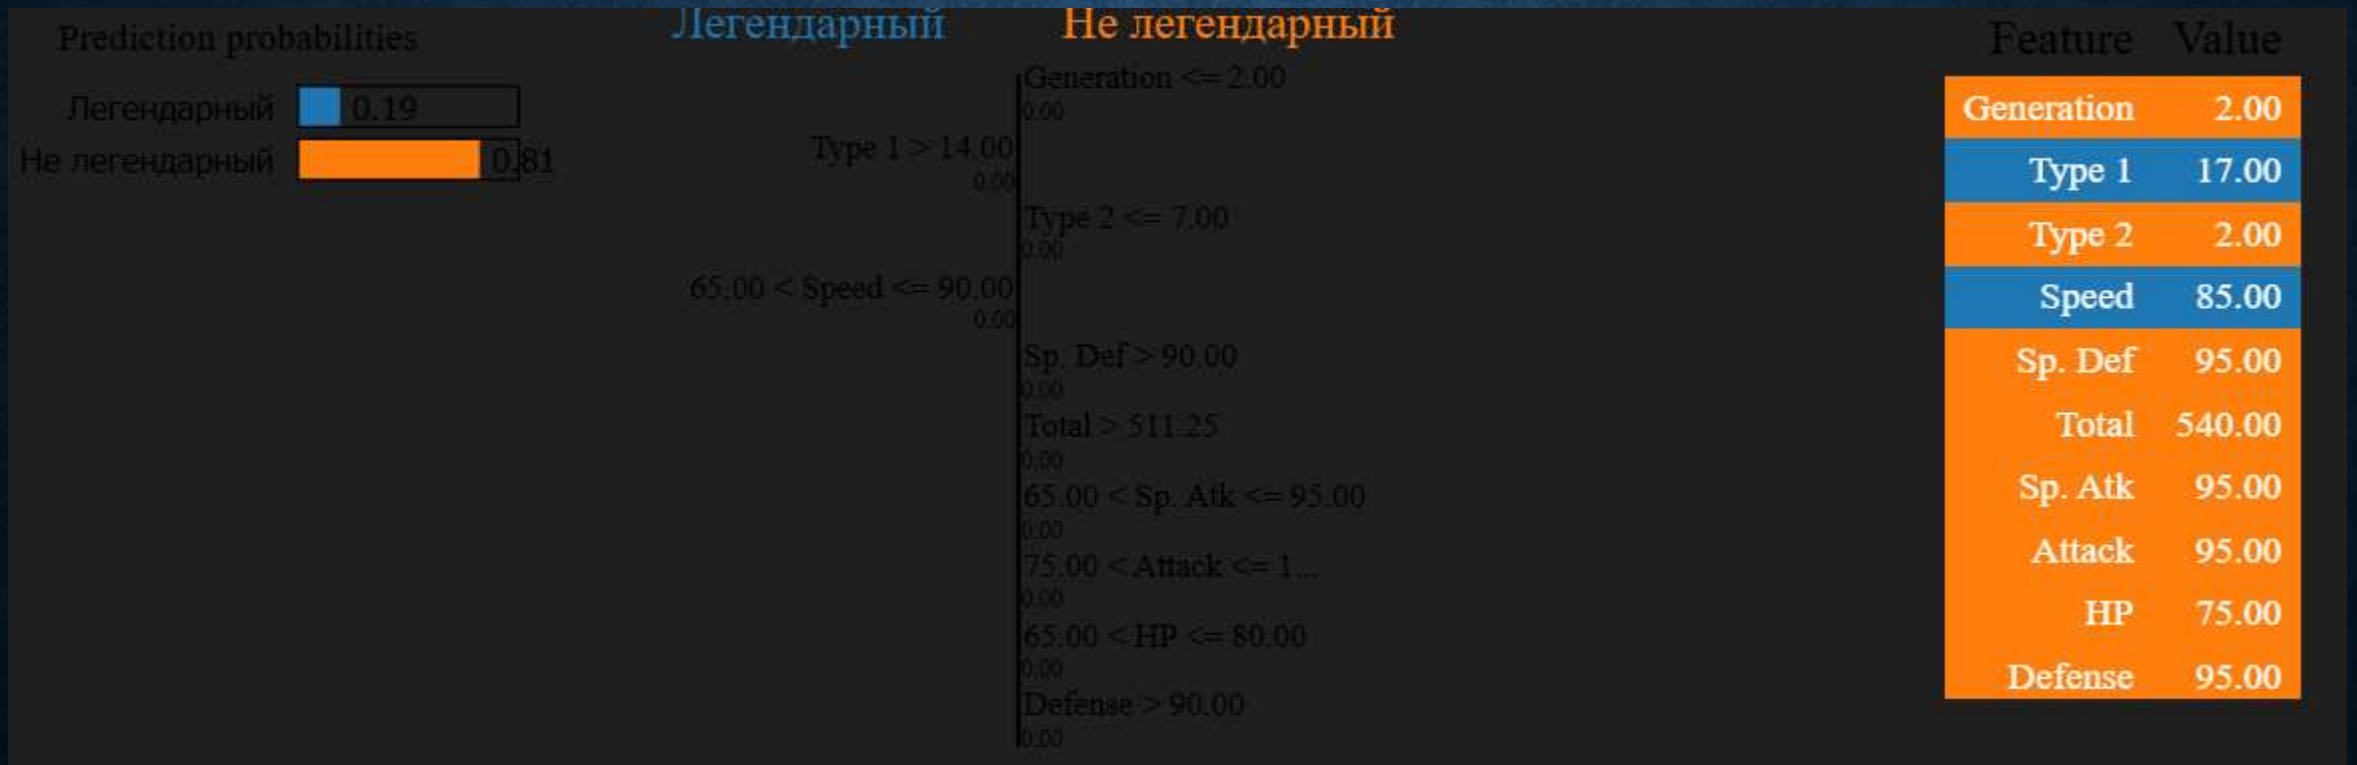 Prediction probabilities
Легендарный 0.19
Не легендарный 0.81
Легендарный Не легендарный
Generation <= 2.00
0.00
Type 1 > 14.00
0.00
Type 2 <= 7.00
0.00
65.00 < Speed <= 90.00
0.00
Sp. Def > 90.00
0.00
Total > 511.25
0.00
65.00 < Sp. Atk <= 95.00
0.00
75.00 < Attack <= 1...
0.00
65.00 < HP <= 80.00
0.00
Defense > 90.00
0.00
Feature Value
Generation 2.00
Type 1 17.00
Type 2 2.00
Speed 85.00
Sp. Def 95.00
Total 540.00
Sp. Atk 95.00
Attack 95.00
HP 75.00
Defense 95.00